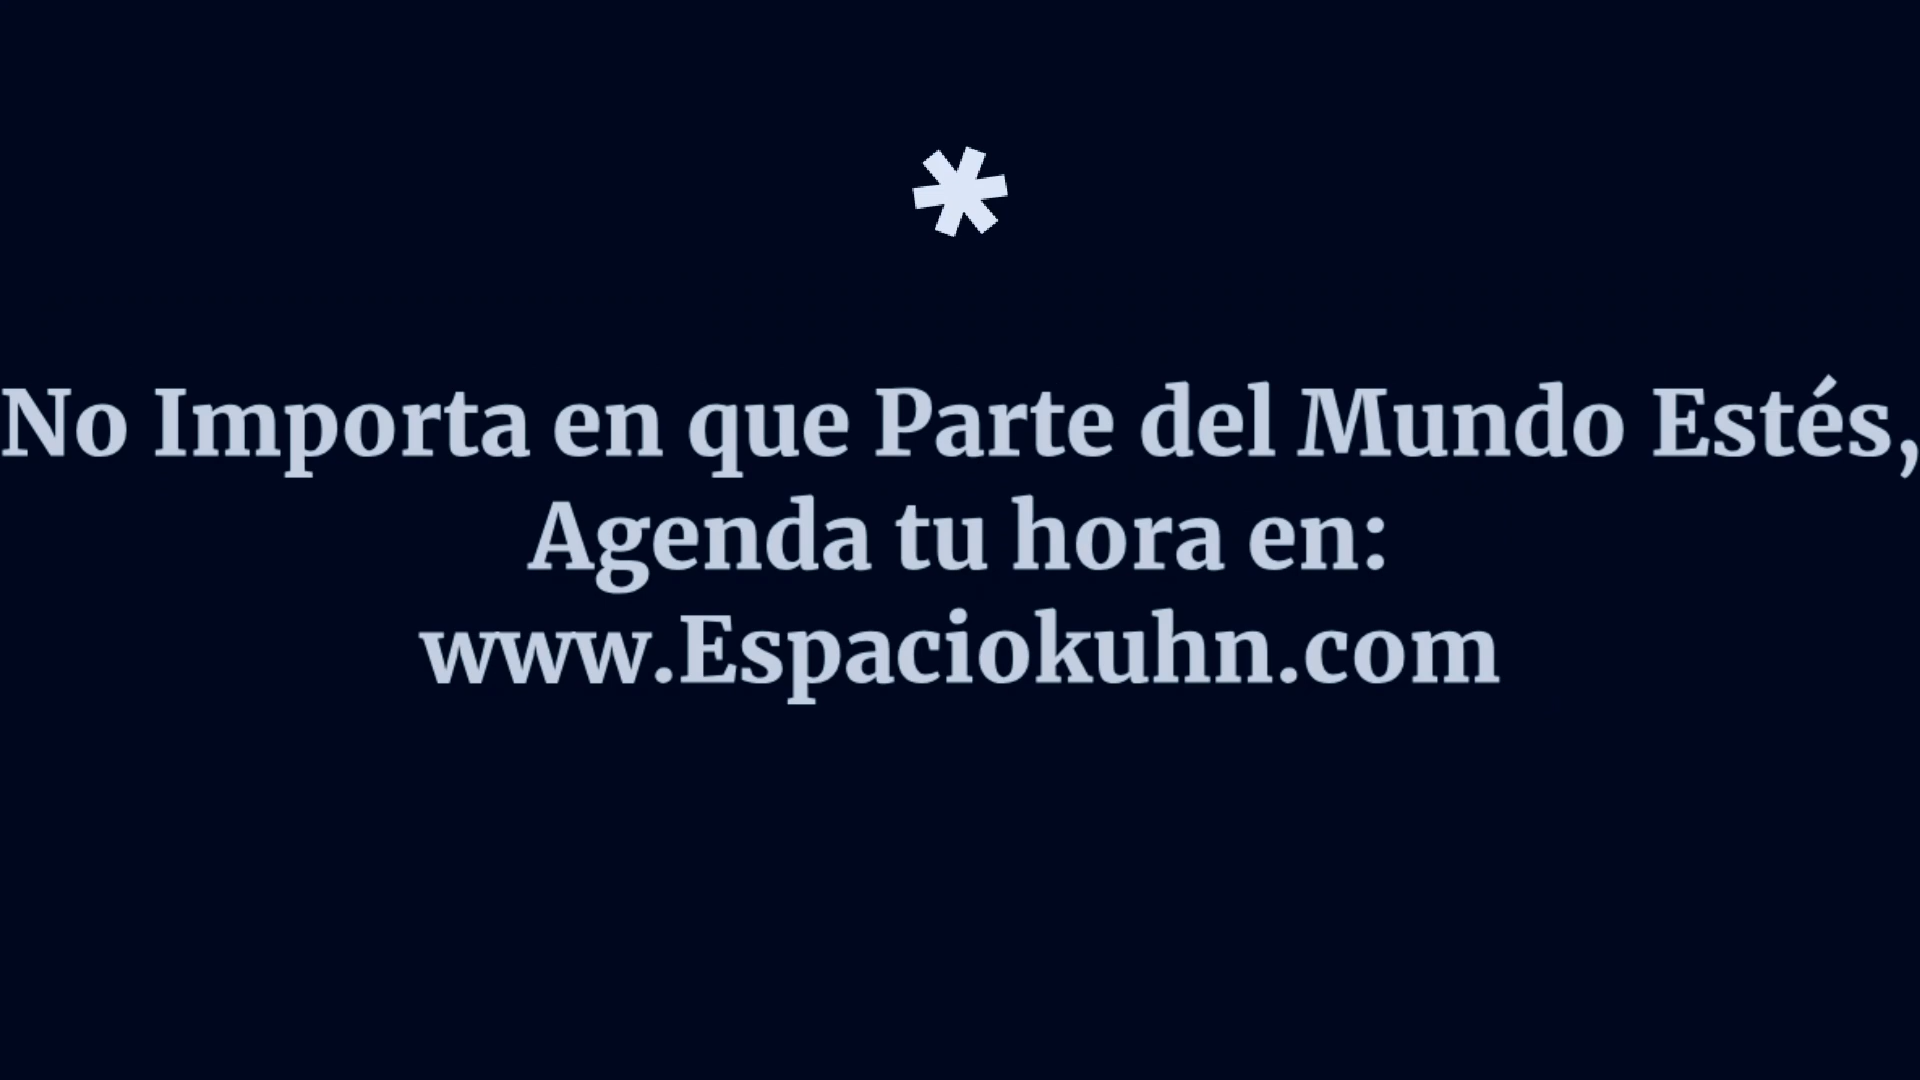 *
No Importa en que Parte del Mundo Estés,
Agenda tu hora en:
www.Espaciokuhn.com